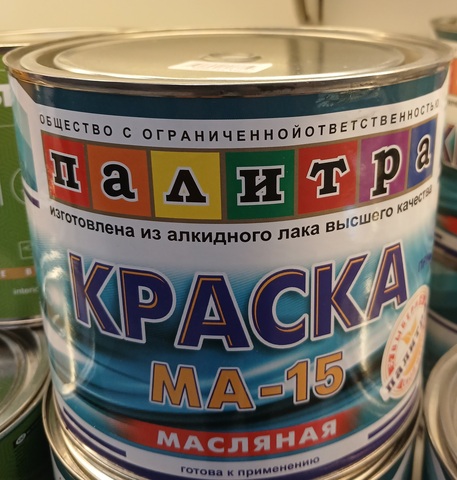 ОБЩЕСТВО С ОГРАНИЧЕННОЙОТВЕТСТВЕННОСТЬЮ
палитра
изготовлена из алкидного лака высшего качества
КРАСКА
МА-15
МАСЛЯНАЯ
готова к применению